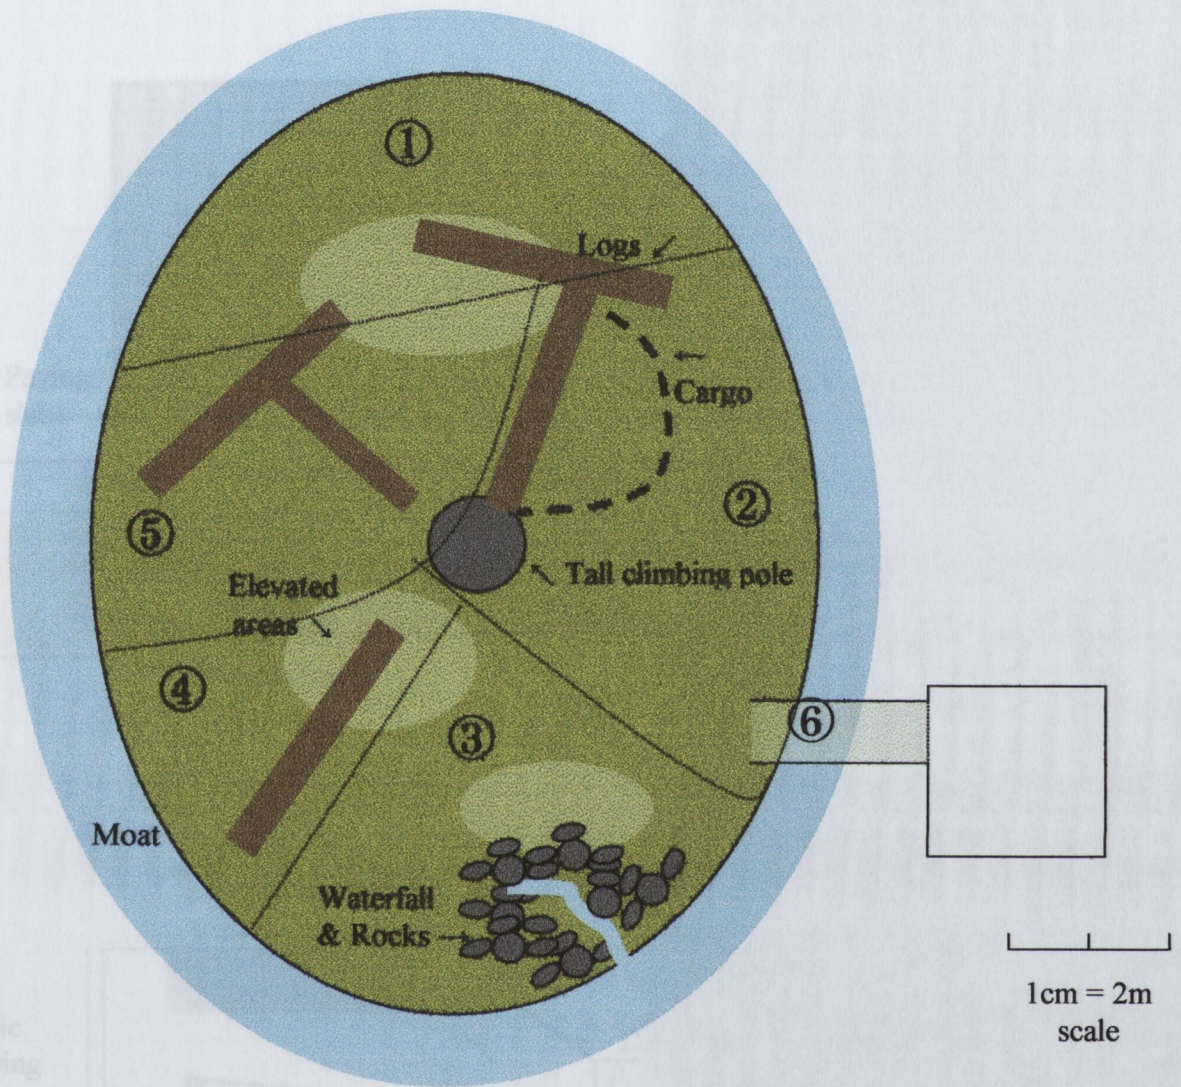 ①
Logs
Cargo
②
⑤
Tall climbing pole
Elevated
areas
④
③
⑥
Moat
Waterfall
& Rocks
1cm = 2m
scale